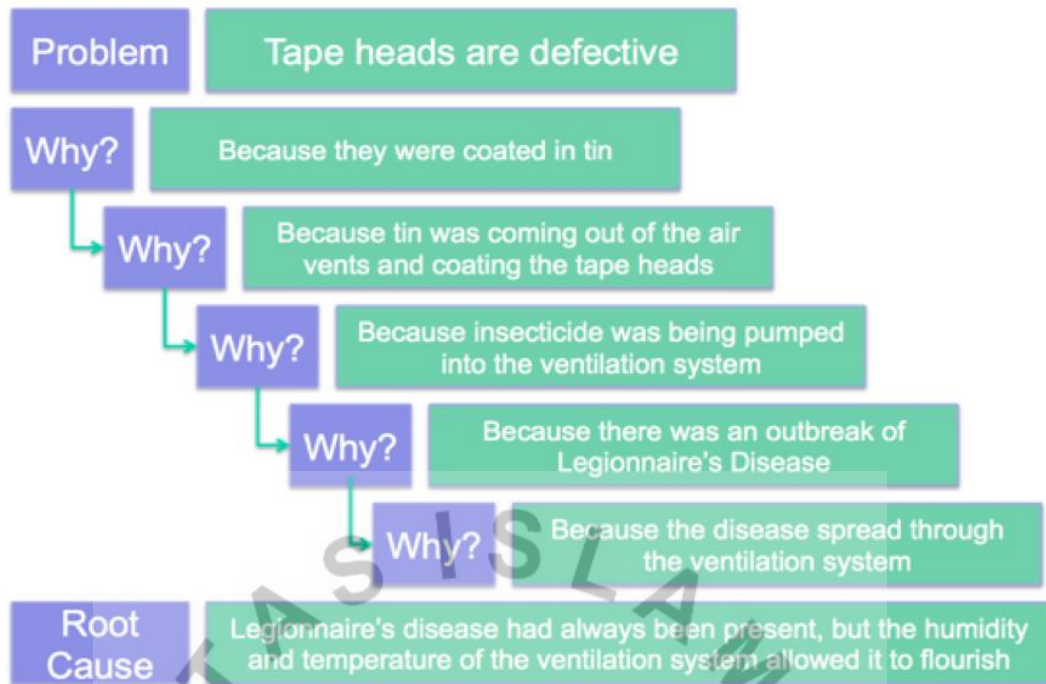 Problem
Tape heads are defective
Why?
Because they were coated in tin
Why?
Because tin was coming out of the air
vents and coating the tape heads
Why?
Because insecticide was being pumped
into the ventilation system
Why?
Because there was an outbreak of
Legionnaire's Disease
Why?
Because the disease spread through
the ventilation system
Root
Cause
Legionnaire's disease had always been present, but the humidity
and temperature of the ventilation system allowed it to flourish
TAS ISLAM